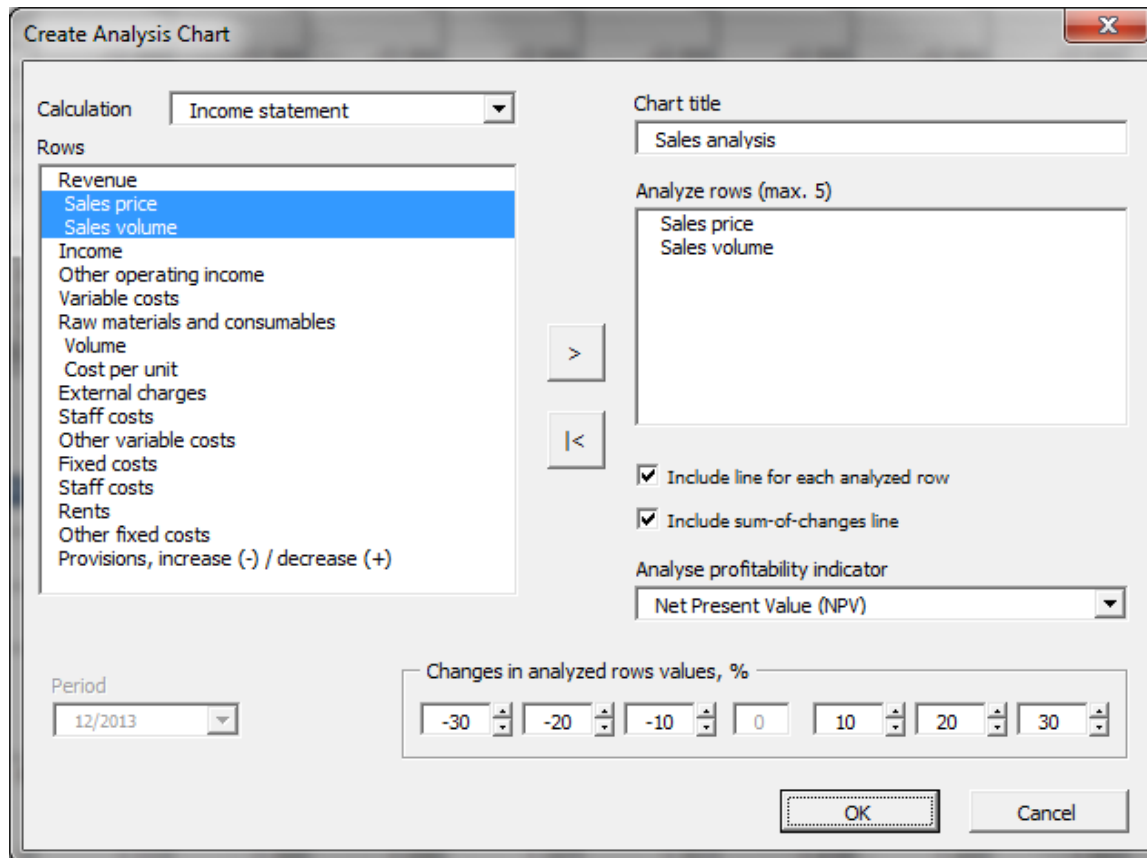 Create Analysis Chart
Calculation
Income statement
Rows
Revenue
Sales price
Sales volume
Income
Other operating income
Variable costs
Raw materials and consumables
Volume
Cost per unit
External charges
Staff costs
Other variable costs
Fixed costs
Staff costs
Rents
Other fixed costs
Provisions, increase (-) / decrease (+)
>
|<
Chart title
Sales analysis
Analyze rows (max. 5)
Sales price
Sales volume
Include line for each analyzed row
Include sum-of-changes line
Analyse profitability indicator
Net Present Value (NPV)
Period
12/2013
Changes in analyzed rows values, %
-30 -20 -10 0 10 20 30
OK Cancel